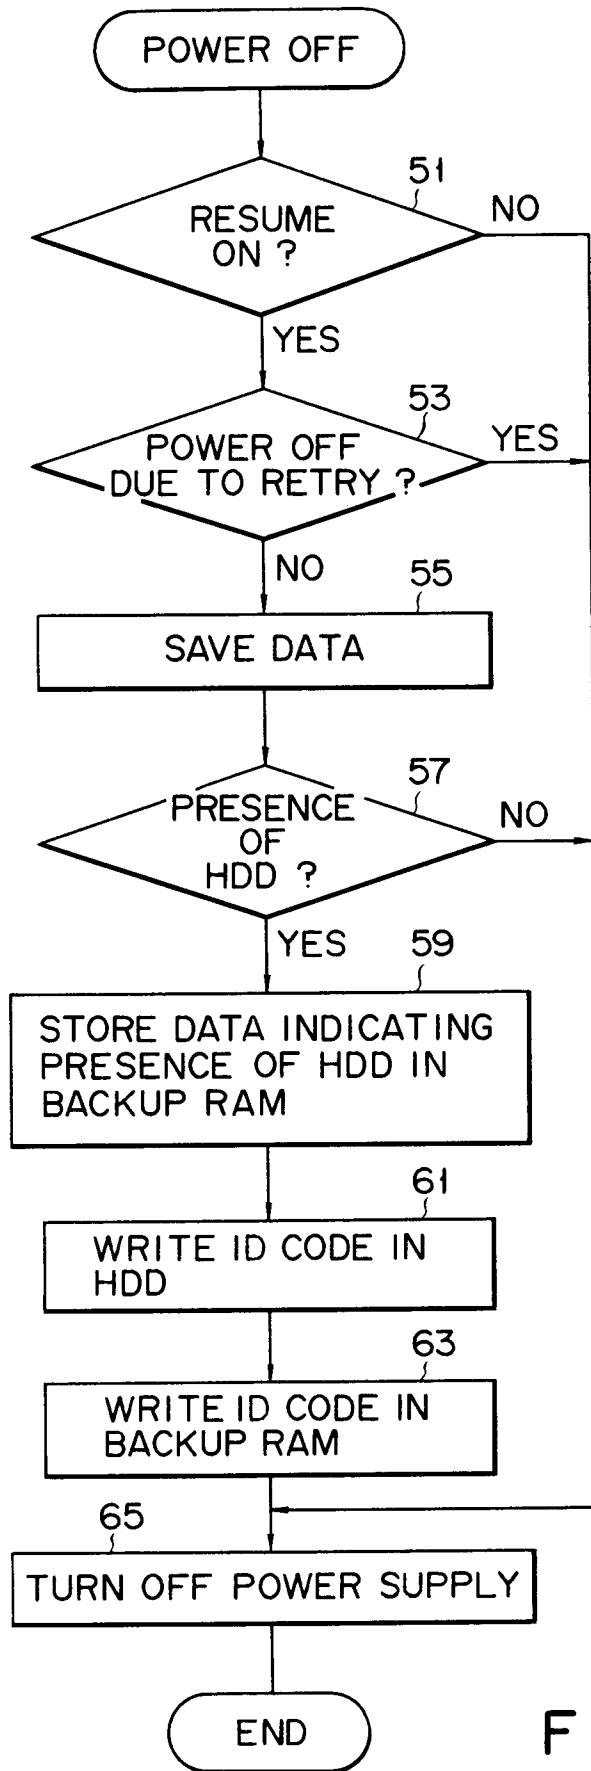 POWER OFF
51
RESUME
ON ?
NO
YES
53
POWER OFF
DUE TO RETRY ?
YES
NO
55
SAVE DATA
57
PRESENCE
OF
HDD ?
NO
YES
59
STORE DATA INDICATING
PRESENCE OF HDD IN
BACKUP RAM
61
WRITE ID CODE IN
HDD
63
WRITE ID CODE IN
BACKUP RAM
65
TURN OFF POWER SUPPLY
END
F